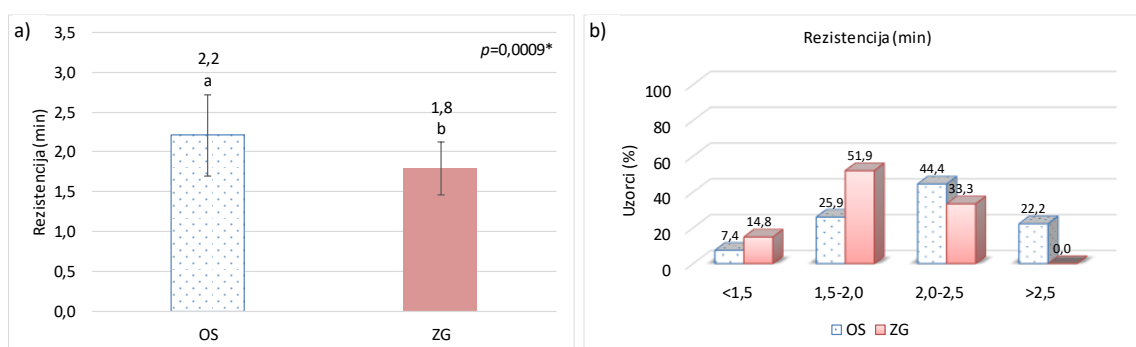 a)
3,5
3,0
2,5
2,0
1,5
1,0
0,5
0,0
Rezistencija (min)
p=0,0009*
2,2
a
1,8
b
OS
ZG
b)
Rezistencija (min)
100
80
60
40
20
0
Uzorci (%)
7,4
14,8
25,9
51,9
44,4
33,3
22,2
0,0
<1,5
1,5-2,0
2,0-2,5
>2,5
OS ZG